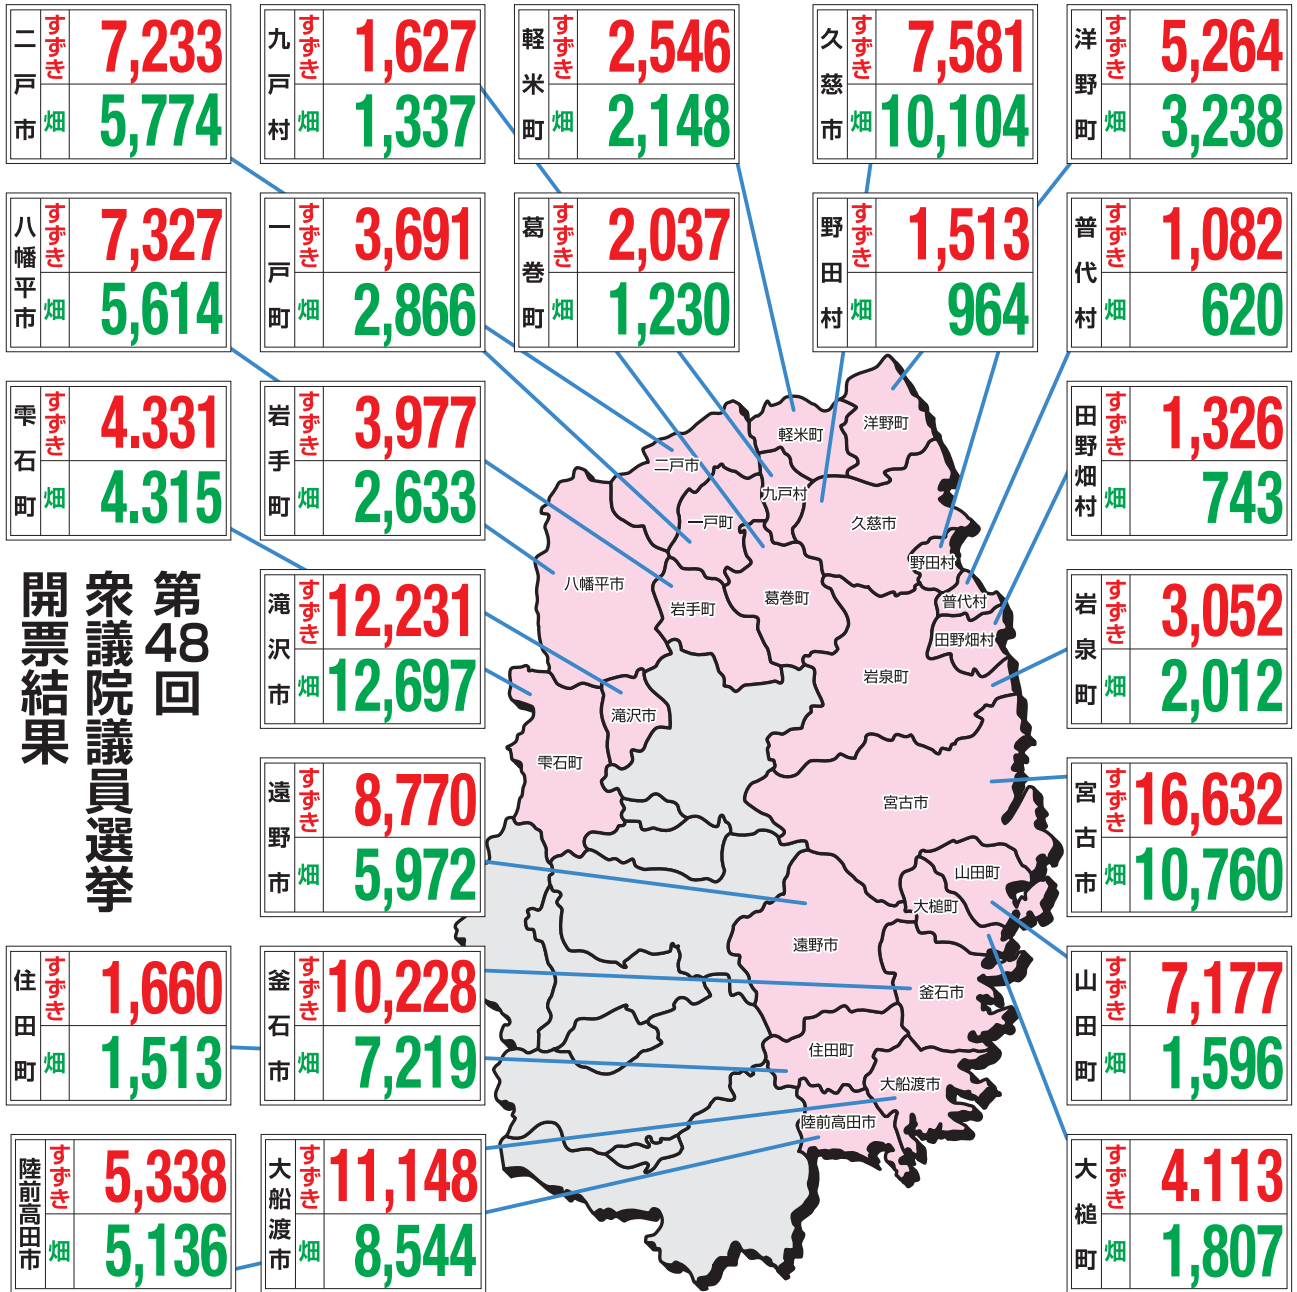 二戸市
すずき 7,233
畑 5,774
九戸村
すずき 1,627
畑 1,337
軽米町
すずき 2,546
畑 2,148
久慈市
すずき 7,581
畑 10,104
洋野町
すずき 5,264
畑 3,238
八幡平市
すずき 7,327
畑 5,614
一戸町
すずき 3,691
畑 2,866
葛巻町
すずき 2,037
畑 1,230
野田村
すずき 1,513
畑 964
普代村
すずき 1,082
畑 620
雫石町
すずき 4.331
畑 4.315
岩手町
すずき 3,977
畑 2,633
田野畑村
すずき 1,326
畑 743
第48回
衆議院議員選挙
開票結果
滝沢市
すずき 12,231
畑 12,697
岩泉町
すずき 3,052
畑 2,012
遠野市
すずき 8,770
畑 5,972
宮古市
すずき 16,632
畑 10,760
住田町
すずき 1,660
畑 1,513
釜石市
すずき 10,228
畑 7,219
山田町
すずき 7,177
畑 1,596
陸前高田市
すずき 5,338
畑 5,136
大船渡市
すずき 11,148
畑 8,544
大槌町
すずき 4.113
畑 1,807
洋野町
軽米町
二戸市
九戸村
一戸町
久慈市
野田村
八幡平市
葛巻町
普代村
岩手町
田野畑村
岩泉町
滝沢市
雫石町
宮古市
山田町
大槌町
遠野市
釜石市
住田町
大船渡市
陸前高田市